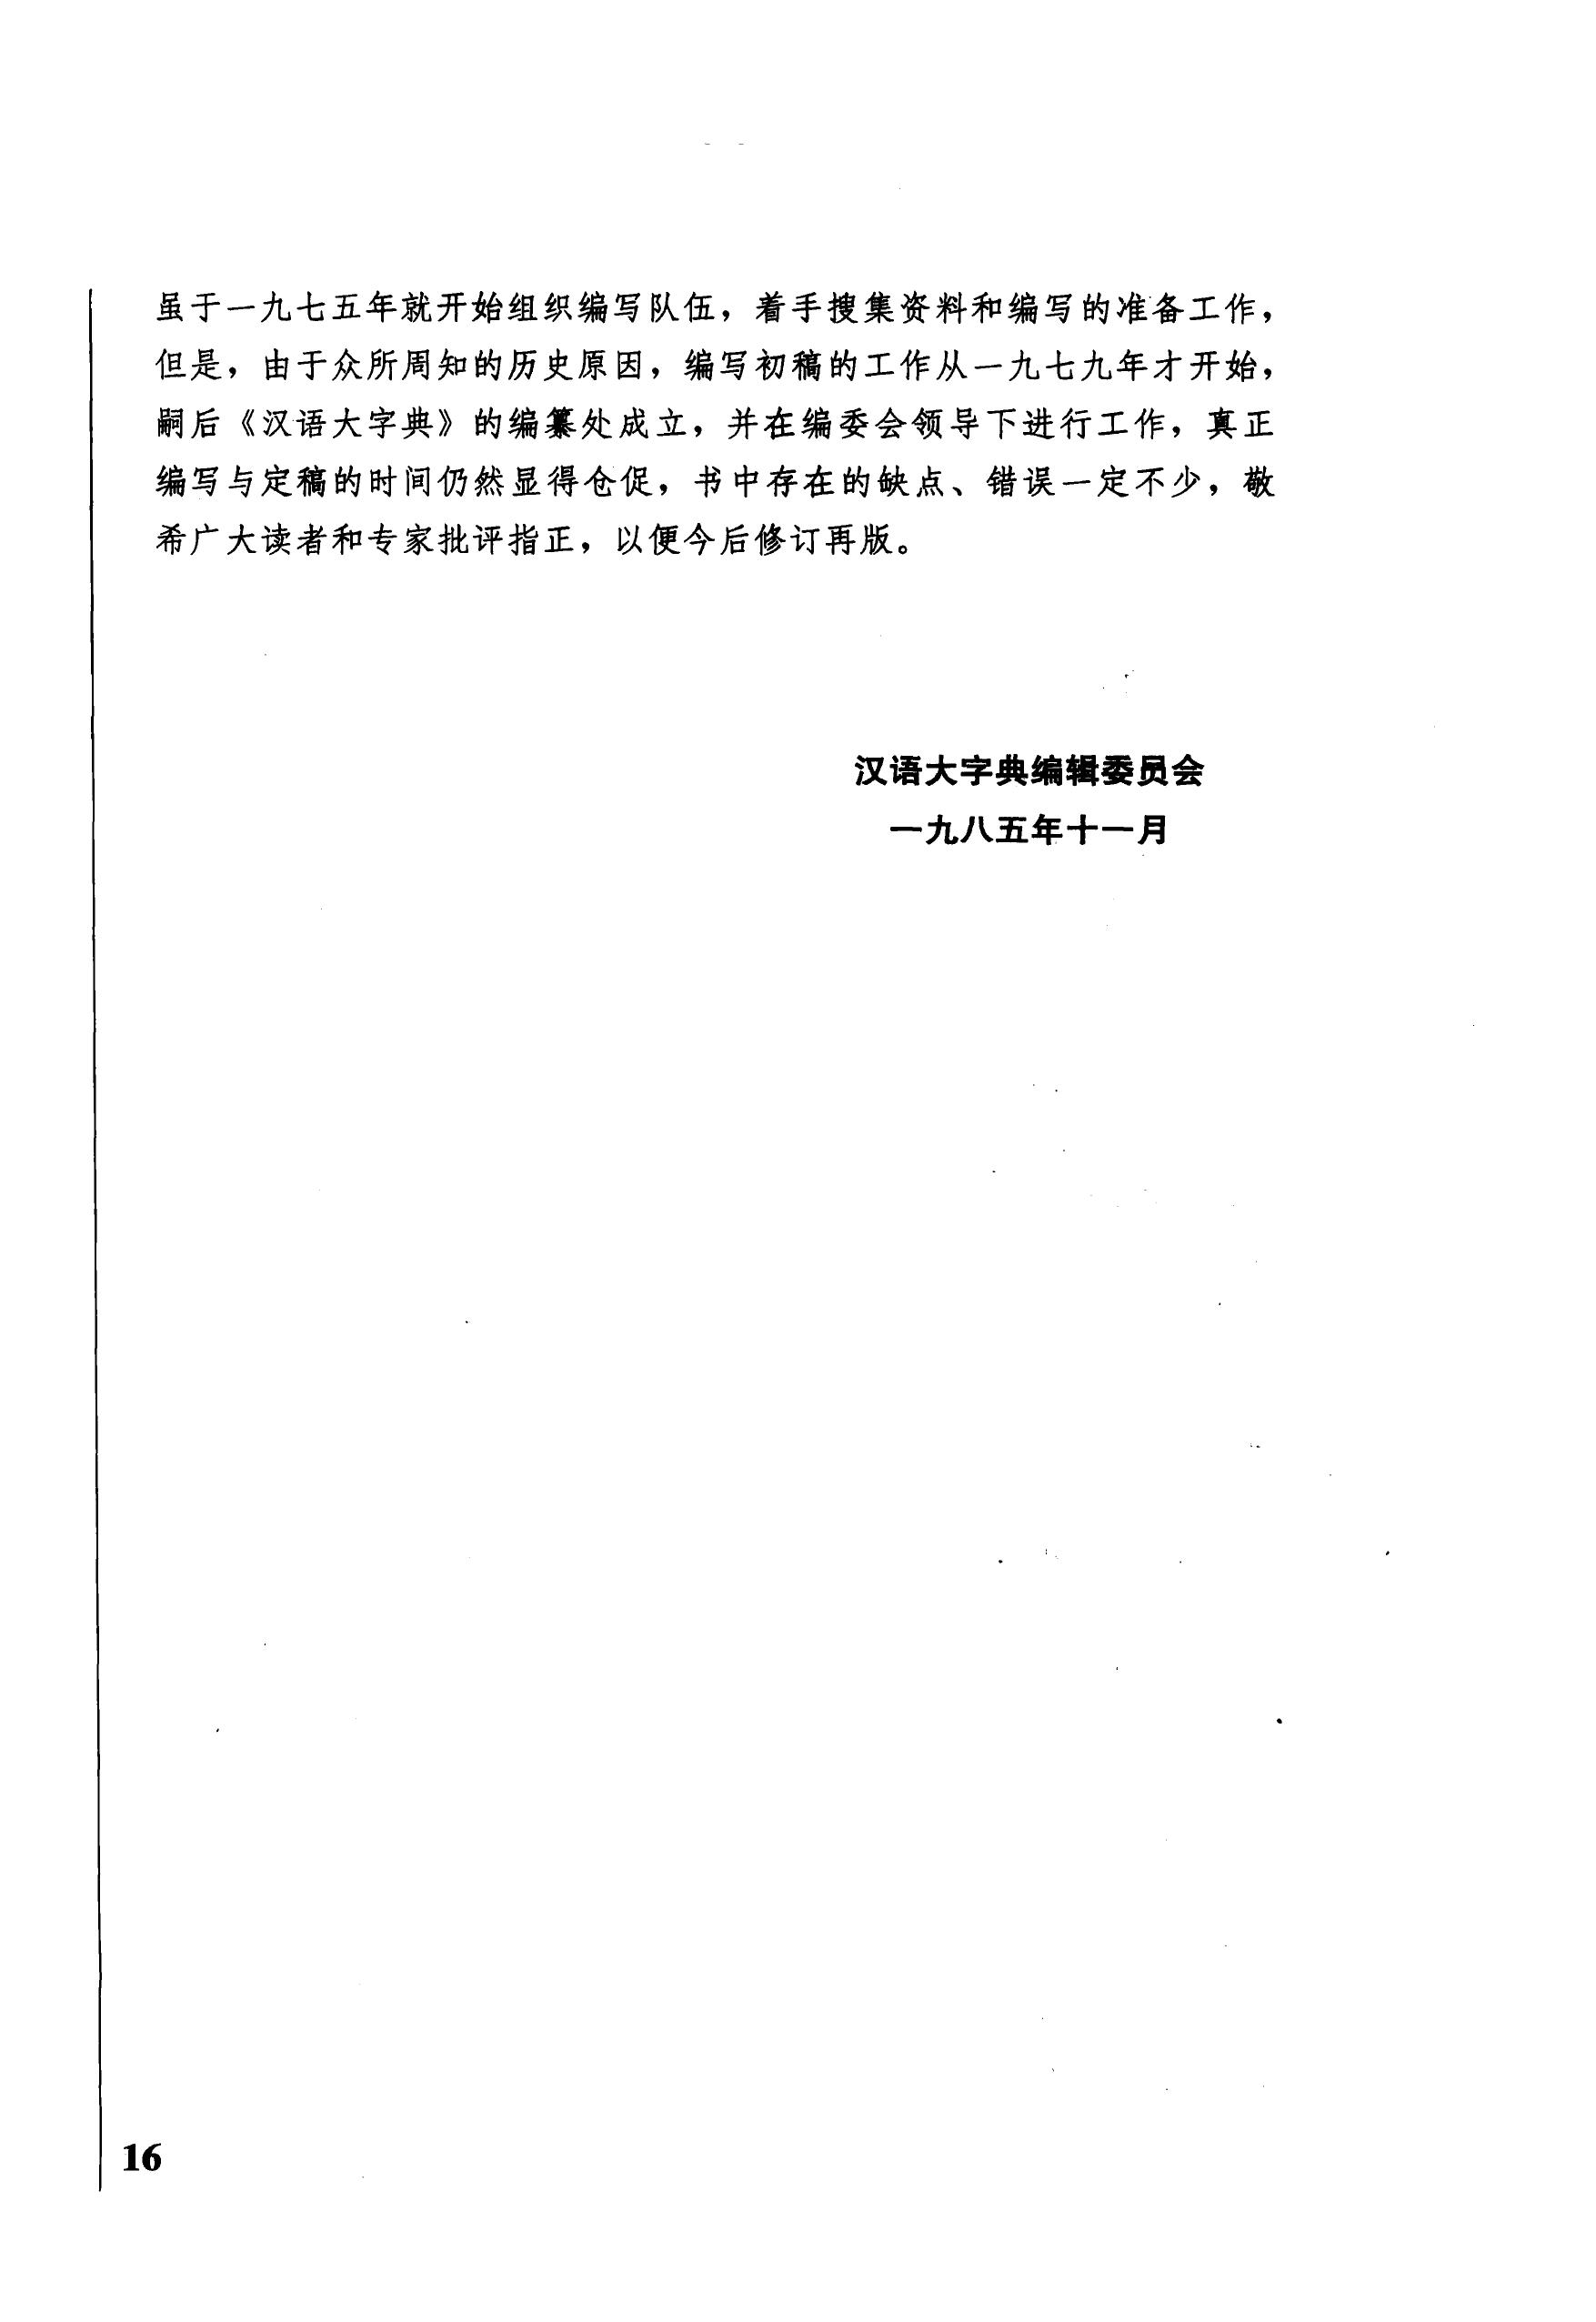 虽于一九七五年就开始组织编写队伍，着手搜集资料和编写的准备工作，
但是，由于众所周知的历史原因，编写初稿的工作从一九七九年才开始，
嗣后《汉语大字典》的编纂处成立，并在编委会领导下进行工作，真正
编写与定稿的时间仍然显得仓促，书中存在的缺点、错误一定不少，敬
希广大读者和专家批评指正，以便今后修订再版。
汉语大字典编辑委员会
一九八五年十一月
16